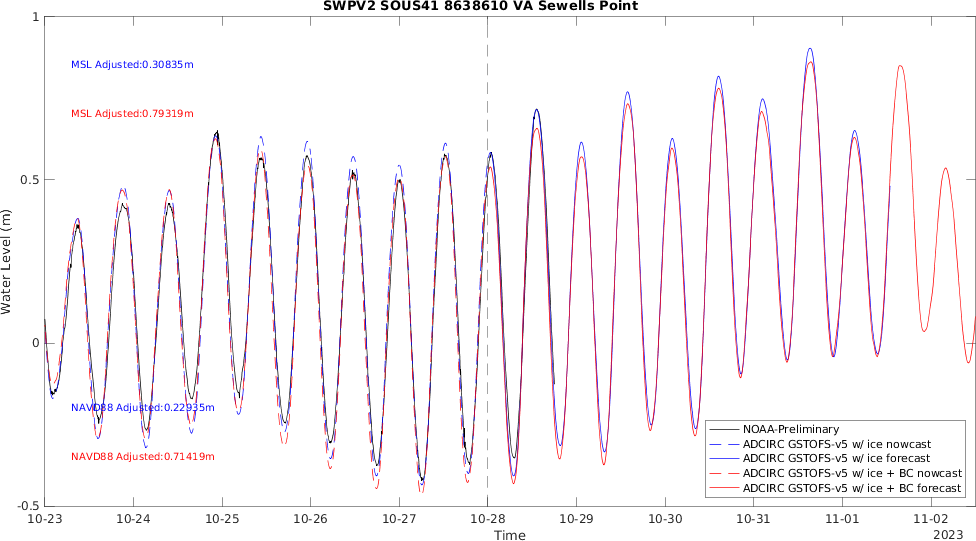 SWPV2 SOUS41 8638610 VA Sewells Point
1
MSL Adjusted:0.30835m
MSL Adjusted:0.79319m
0.5
Water Level (m)
0
NAVD88 Adjusted:0.22935m
NAVD88 Adjusted:0.71419m
NOAA-Preliminary
ADCIRC GSTOFS-v5 w/ ice nowcast
ADCIRC GSTOFS-v5 w/ ice forecast
ADCIRC GSTOFS-v5 w/ ice + BC nowcast
ADCIRC GSTOFS-v5 w/ ice + BC forecast
-0.5
10-23 10-24 10-25 10-26 10-27 10-28 10-29 10-30 10-31 11-01 11-02
Time
2023